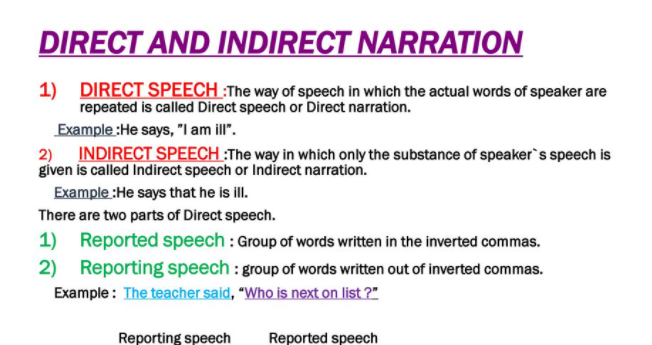 DIRECT AND INDIRECT NARRATION
1) DIRECT SPEECH :The way of speech in which the actual words of speaker are
repeated is called Direct speech or Direct narration.
Example :He says, ”I am ill”.
2) INDIRECT SPEECH :The way in which only the substance of speaker`s speech is
given is called Indirect speech or Indirect narration.
Example :He says that he is ill.
There are two parts of Direct speech.
1) Reported speech : Group of words written in the inverted commas.
2) Reporting speech : group of words written out of inverted commas.
Example : The teacher said, “Who is next on list ?”
Reporting speech Reported speech